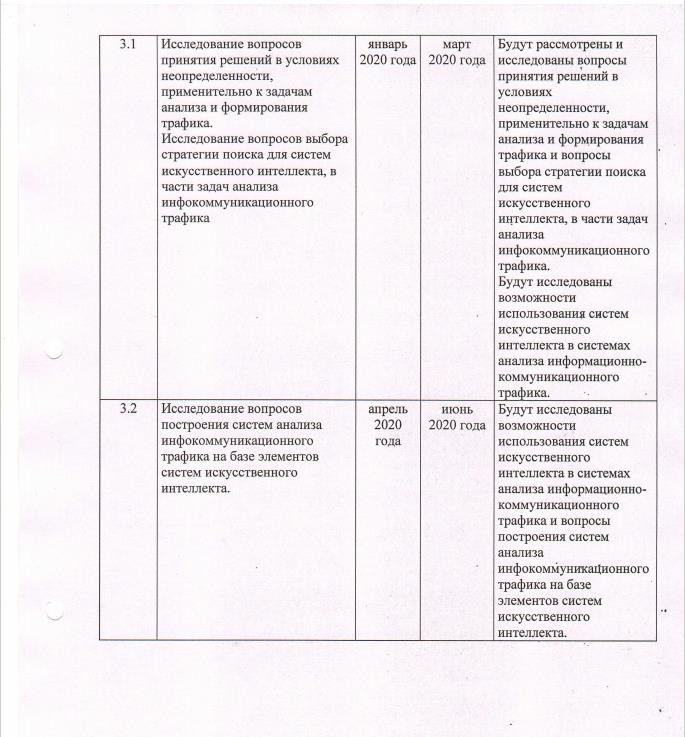 3.1
Исследование вопросов
принятия решений в условиях
неопределенности,
применительно к задачам
анализа и формирования
трафика.
Исследование вопросов выбора
стратегии поиска для систем
искусственного интеллекта, в
части задач анализа
инфокоммуникационного
трафика
январь
2020 года
март
2020 года
Будут рассмотрены и
исследованы вопросы
принятия решений в
условиях
неопределенности,
применительно к задачам
анализа и формирования
трафика и вопросы
выбора стратегии поиска
для систем
искусственного
интеллекта, в части задач
анализа
инфокоммуникационного
трафика.
Будут исследованы
возможности
использования систем
искусственного
интеллекта в системах
анализа информационно-
коммуникационного
трафика.
3.2
Исследование вопросов
построения систем анализа
инфокоммуникационного
трафика на базе элементов
систем искусственного
интеллекта.
апрель
2020
года
июнь
2020 года
Будут исследованы
возможности
использования систем
искусственного
интеллекта в системах
анализа информационно-
коммуникационного
трафика и вопросы
построения систем
анализа
инфокоммуникационного
трафика на базе
элементов систем
искусственного
интеллекта.